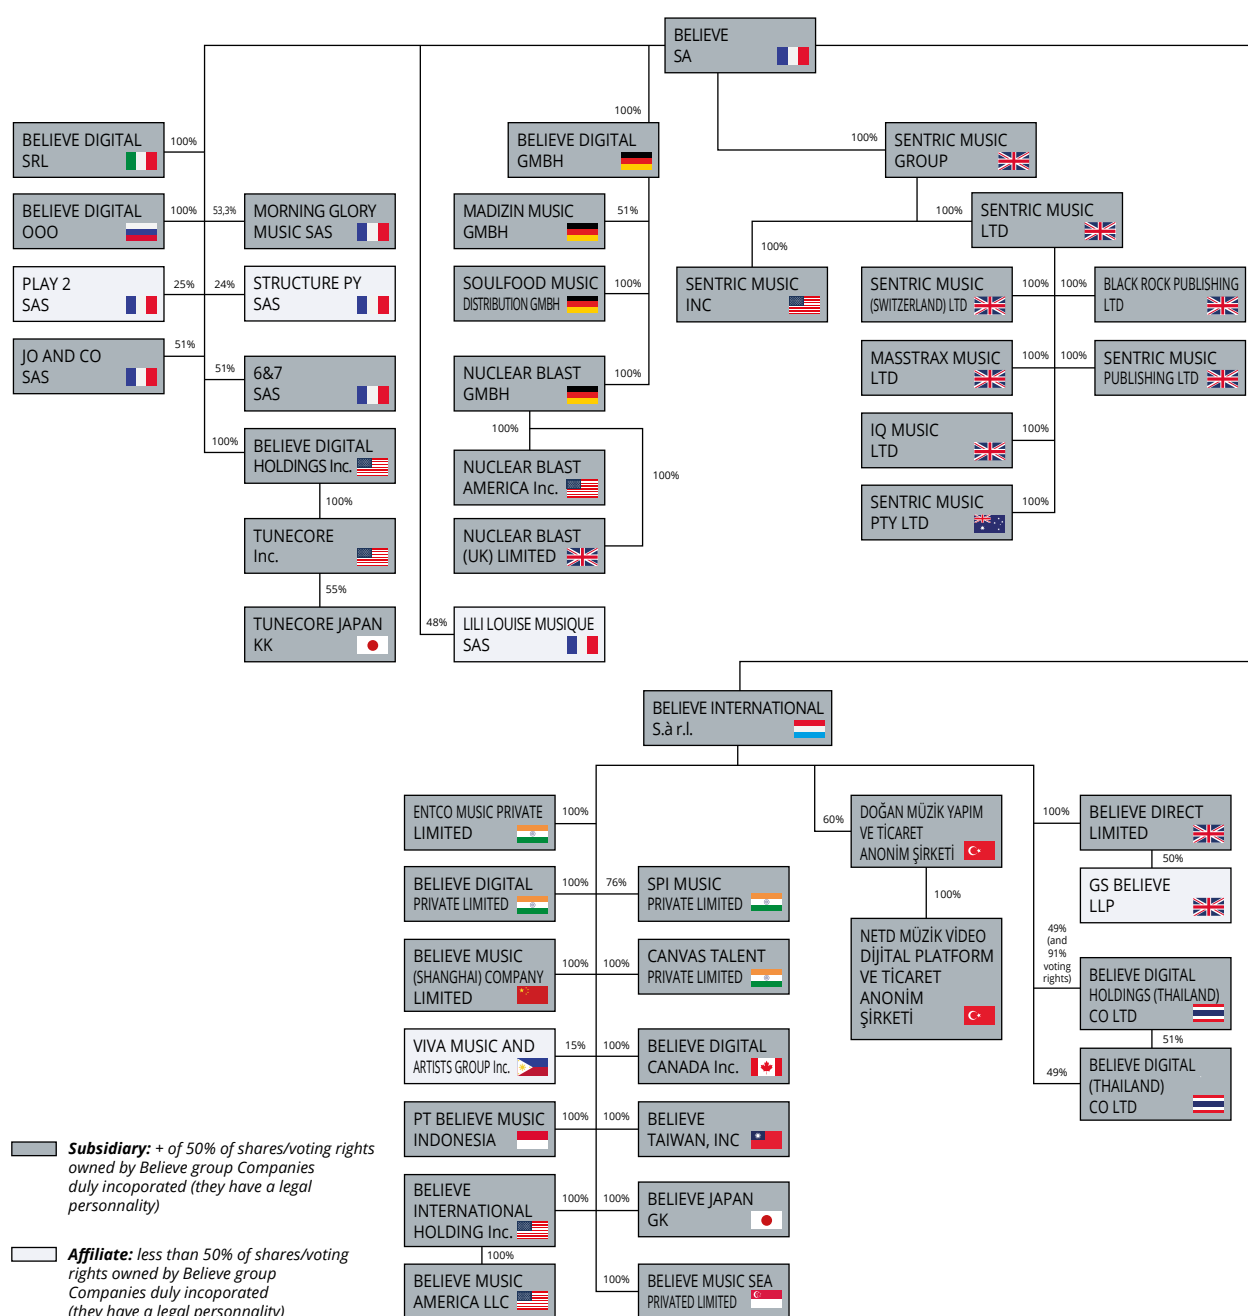 BELIEVE
SA
100%
BELIEVE DIGITAL
SRL
100%
BELIEVE DIGITAL
OOO
100%
53,3%
MORNING GLORY
MUSIC SAS
PLAY 2
SAS
25%
24%
STRUCTURE PY
SAS
JO AND CO
SAS
51%
51%
6&7
SAS
100%
BELIEVE DIGITAL
HOLDINGS Inc.
100%
TUNECORE
Inc.
55%
TUNECORE JAPAN
KK
48%
LILI LOUISE MUSIQUE
SAS
100%
BELIEVE DIGITAL
GMBH
MADIZIN MUSIC
GMBH
51%
SOULFOOD MUSIC
DISTRIBUTION GMBH
100%
NUCLEAR BLAST
GMBH
100%
100%
NUCLEAR BLAST
AMERICA Inc.
100%
NUCLEAR BLAST
(UK) LIMITED
SENTRIC MUSIC
GROUP
100%
SENTRIC MUSIC
LTD
100%
SENTRIC MUSIC
INC
SENTRIC MUSIC
(SWITZERLAND) LTD
100%
100%
BLACK ROCK PUBLISHING
LTD
MASSTRAX MUSIC
LTD
100%
100%
SENTRIC MUSIC
PUBLISHING LTD
IQ MUSIC
LTD
100%
SENTRIC MUSIC
PTY LTD
100%
BELIEVE INTERNATIONAL
S.à r.l.
ENTCO MUSIC PRIVATE
LIMITED
100%
BELIEVE DIGITAL
PRIVATE LIMITED
100%
76%
SPI MUSIC
PRIVATE LIMITED
BELIEVE MUSIC
(SHANGHAI) COMPANY
LIMITED
100%
100%
CANVAS TALENT
PRIVATE LIMITED
VIVA MUSIC AND
ARTISTS GROUP Inc.
15%
100%
BELIEVE DIGITAL
CANADA Inc.
PT BELIEVE MUSIC
INDONESIA
100%
100%
BELIEVE
TAIWAN, INC
BELIEVE
INTERNATIONAL
HOLDING Inc.
100%
100%
BELIEVE JAPAN
GK
100%
BELIEVE MUSIC
AMERICA LLC
100%
BELIEVE MUSIC SEA
PRIVATED LIMITED
60%
DOĞAN MÜZİK YAPIM
VE TİCARET
ANONİM ŞİRKETİ
100%
NETD MÜZİK VİDEO
DİJİTAL PLATFORM
VE TİCARET
ANONİM
ŞİRKETİ
100%
BELIEVE DIRECT
LIMITED
50%
GS BELIEVE
LLP
49%
(and
91%
voting
rights)
BELIEVE DIGITAL
HOLDINGS (THAILAND)
CO LTD
51%
49%
BELIEVE DIGITAL
(THAILAND)
CO LTD
Subsidiary: + of 50% of shares/voting rights
owned by Believe group Companies
duly incoporated (they have a legal
personnality)
Affiliate: less than 50% of shares/voting
rights owned by Believe group
Companies duly incoporated
(they have a legal personnality)